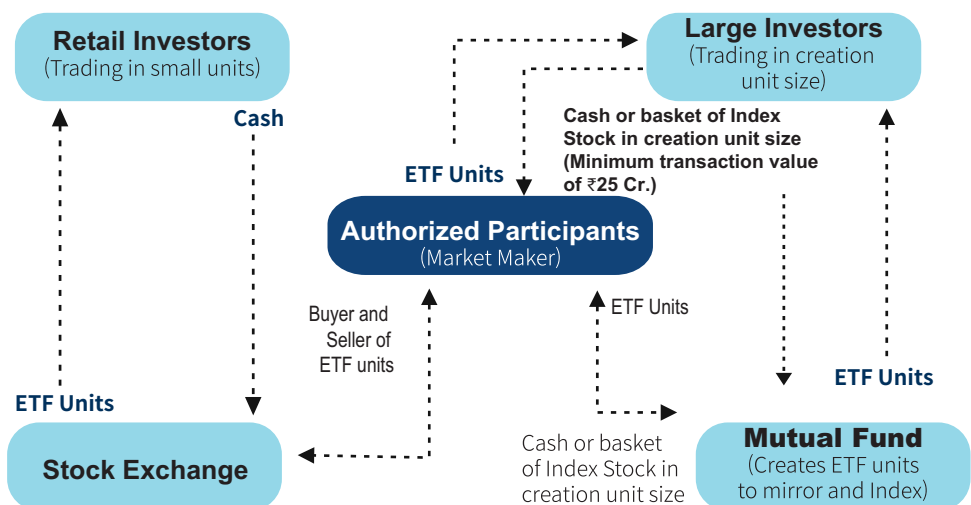 Retail Investors
(Trading in small units)
Large Investors
(Trading in creation
unit size)
Cash
Cash or basket of Index
Stock in creation unit size
(Minimum transaction value
of ₹25 Cr.)
ETF Units
Authorized Participants
(Market Maker)
Buyer and
Seller of
ETF units
ETF Units
ETF Units
ETF Units
Stock Exchange
Cash or basket
of Index Stock in
creation unit size
Mutual Fund
(Creates ETF units
to mirror and Index)